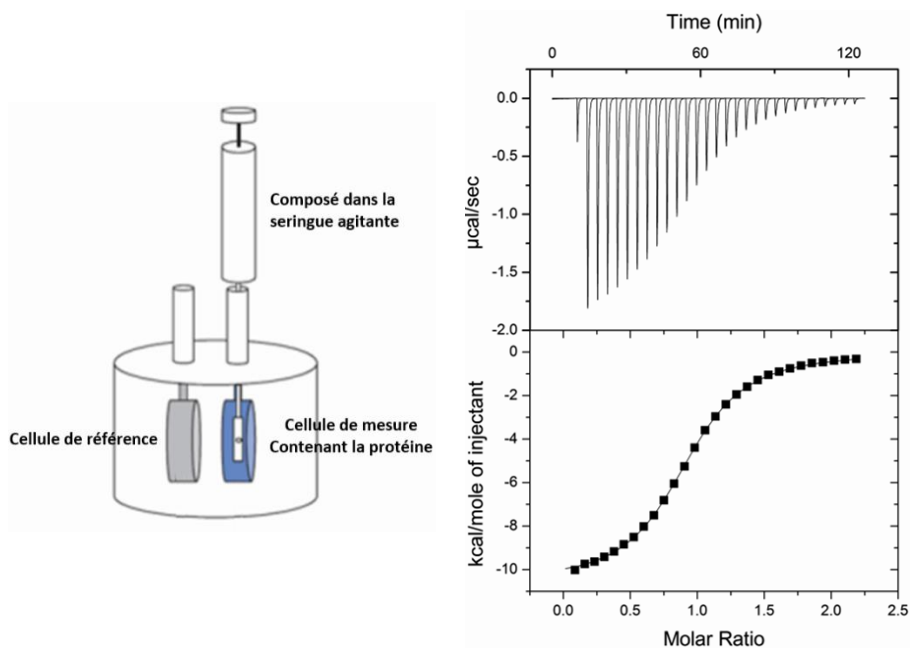 Composé dans la
seringue agitante
Cellule de référence
Cellule de mesure
Contenant la protéine
Time (min)
0 60 120
0.0
-0.5
-1.0
-1.5
-2.0
µcal/sec
0
-2
-4
-6
-8
-10
kcal/mole of injectant
0.0 0.5 1.0 1.5 2.0 2.5
Molar Ratio